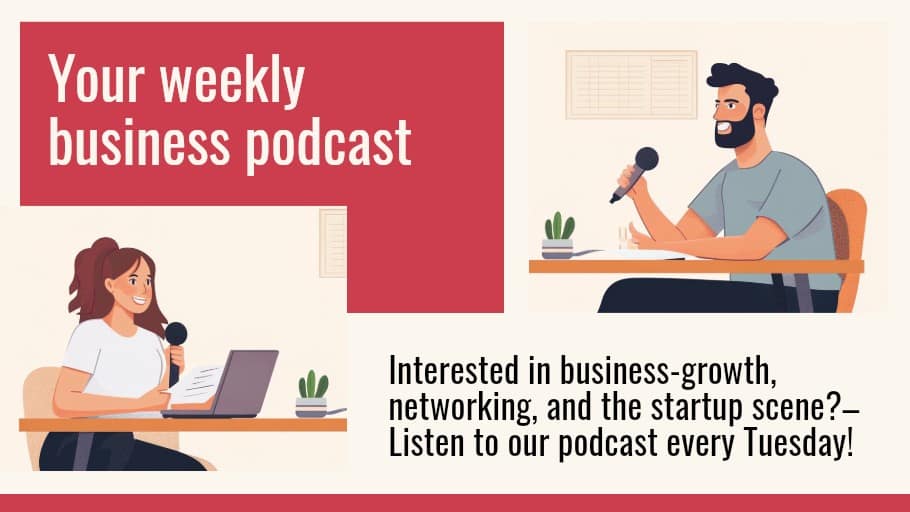 Your weekly
business podcast
Interested in business-growth,
networking, and the startup scene?–
Listen to our podcast every Tuesday!